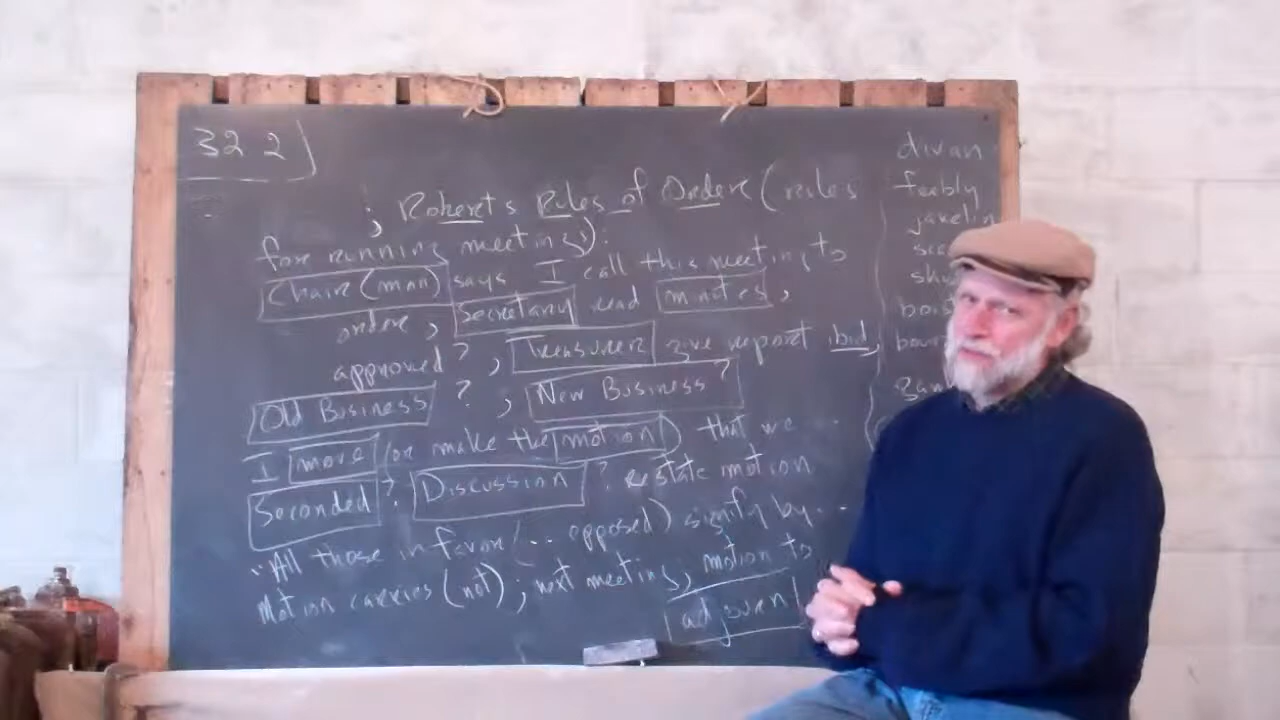 322
; Roberts Rules of Order (rules
for running meetings):
Chair(man) says I call this meeting to
order, Secretary read minutes,
approved?, Treasurer give report ibid,
Old Business?, New Business?
I move (or make the motion) that we ...
Seconded? Discussion? restate motion
"All those in favor (... opposed) signify by...
Motion carries (not); next meeting, motion to
adjourn
divan
feebly
javelin